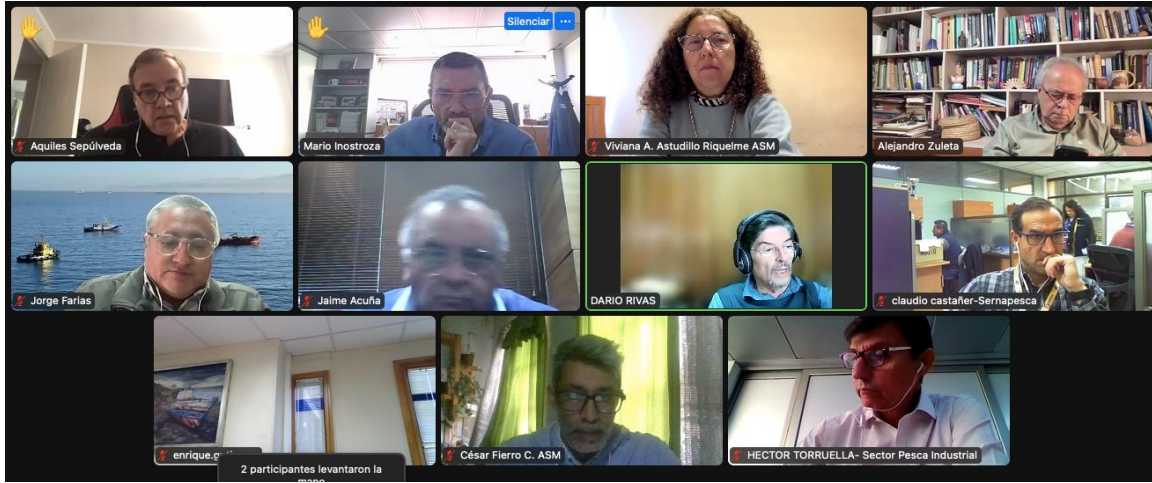 Silenciar
Aquiles Sepúlveda
Mario Inostroza
Viviana A. Astudillo Riquelme ASM
Alejandro Zuleta
Jorge Farias
Jaime Acuña
DARIO RIVAS
claudio castañer-Sernapesca
César Fierro C. ASM
HECTOR TORRUELLA- Sector Pesca Industrial
2 participantes levantaron la
mano